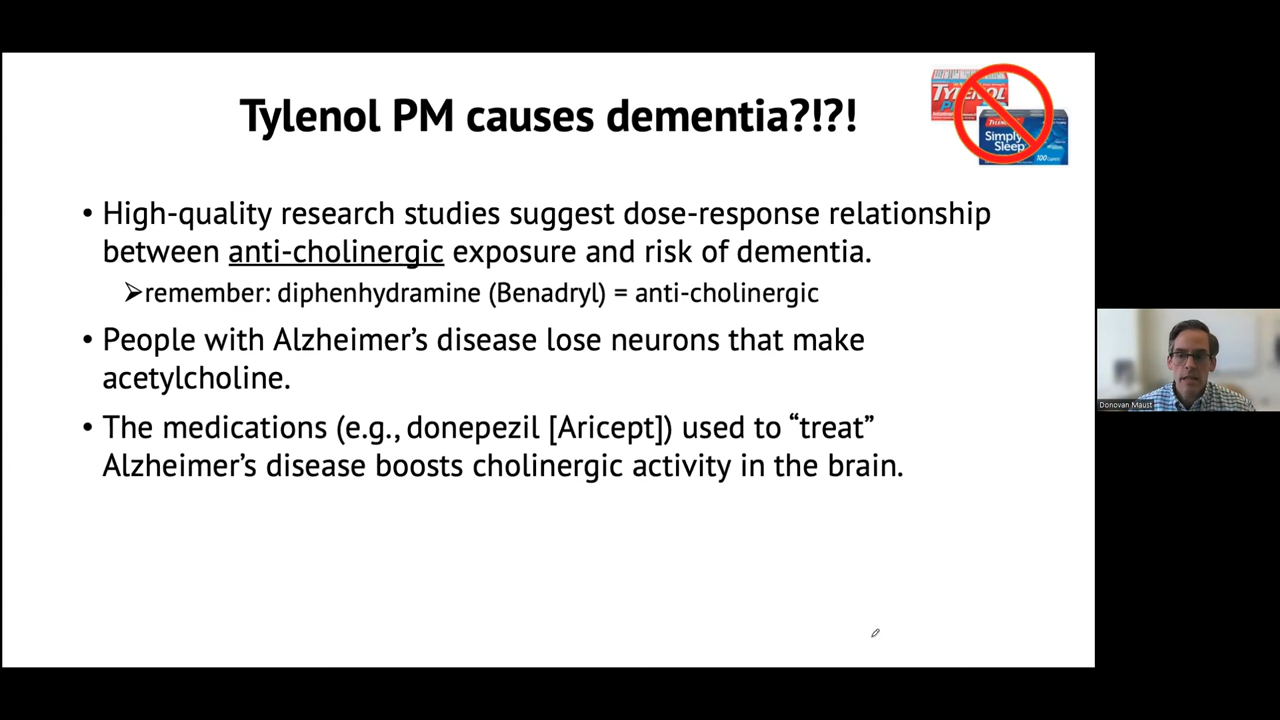 Tylenol PM causes dementia?!?!
TYLENOL
PM
TYLENOL
Simply
Sleep
100
• High-quality research studies suggest dose-response relationship
between anti-cholinergic exposure and risk of dementia.
➢remember: diphenhydramine (Benadryl) = anti-cholinergic
• People with Alzheimer’s disease lose neurons that make
acetylcholine.
• The medications (e.g., donepezil [Aricept]) used to “treat”
Alzheimer’s disease boosts cholinergic activity in the brain.
Donovan Maust